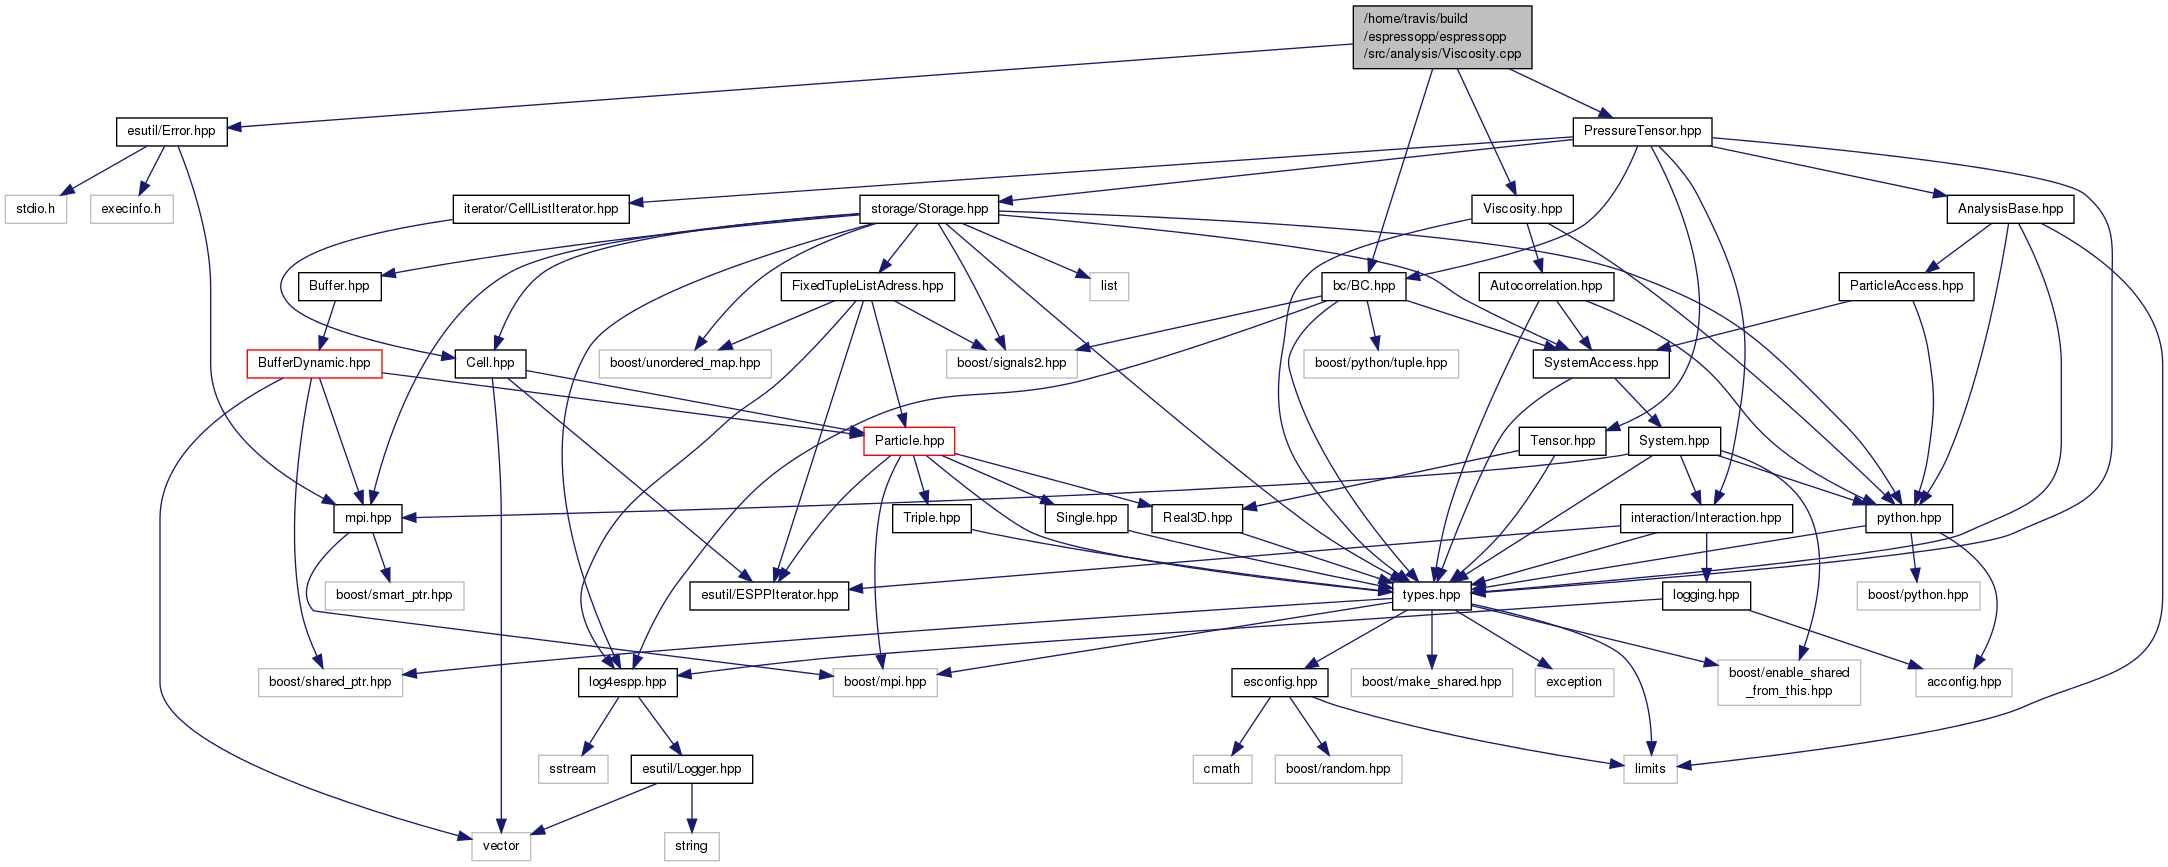 /home/travis/build
/espressopp/espressopp
/src/analysis/Viscosity.cpp
esutil/Error.hpp
PressureTensor.hpp
stdio.h
execinfo.h
iterator/CellListIterator.hpp
storage/Storage.hpp
Viscosity.hpp
AnalysisBase.hpp
Buffer.hpp
FixedTupleListAdress.hpp
list
bc/BC.hpp
Autocorrelation.hpp
ParticleAccess.hpp
BufferDynamic.hpp
Cell.hpp
boost/unordered_map.hpp
boost/signals2.hpp
boost/python/tuple.hpp
SystemAccess.hpp
Particle.hpp
Tensor.hpp
System.hpp
mpi.hpp
Triple.hpp
Single.hpp
Real3D.hpp
interaction/Interaction.hpp
python.hpp
boost/smart_ptr.hpp
esutil/ESPPIterator.hpp
types.hpp
logging.hpp
boost/python.hpp
boost/shared_ptr.hpp
log4espp.hpp
boost/mpi.hpp
esconfig.hpp
boost/make_shared.hpp
exception
boost/enable_shared
_from_this.hpp
acconfig.hpp
sstream
esutil/Logger.hpp
cmath
boost/random.hpp
limits
vector
string